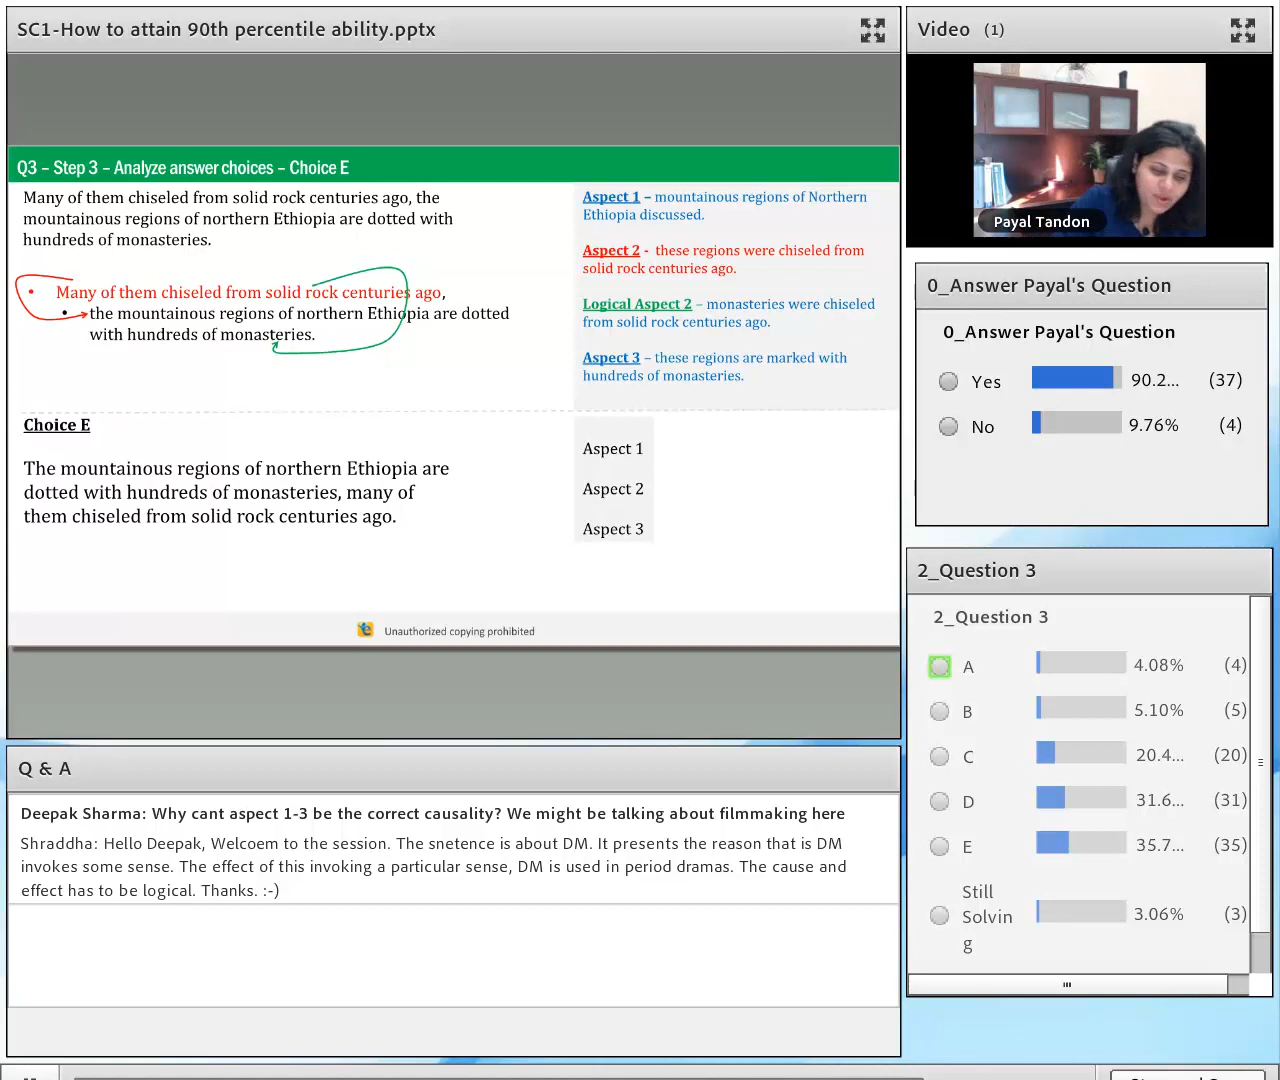 SC1-How to attain 90th percentile ability.pptx
Q3 – Step 3 – Analyze answer choices – Choice E
Many of them chiseled from solid rock centuries ago, the
mountainous regions of northern Ethiopia are dotted with
hundreds of monasteries.
• Many of them chiseled from solid rock centuries ago,
• the mountainous regions of northern Ethiopia are dotted
with hundreds of monasteries.
Aspect 1 – mountainous regions of Northern
Ethiopia discussed.
Aspect 2 - these regions were chiseled from
solid rock centuries ago.
Logical Aspect 2 – monasteries were chiseled
from solid rock centuries ago.
Aspect 3 – these regions are marked with
hundreds of monasteries.
Choice E
The mountainous regions of northern Ethiopia are
dotted with hundreds of monasteries, many of
them chiseled from solid rock centuries ago.
Aspect 1
Aspect 2
Aspect 3
Unauthorized copying prohibited
Q & A
Deepak Sharma: Why cant aspect 1-3 be the correct causality? We might be talking about filmmaking here
Shraddha: Hello Deepak, Welcoem to the session. The snetence is about DM. It presents the reason that is DM
invokes some sense. The effect of this invoking a particular sense, DM is used in period dramas. The cause and
effect has to be logical. Thanks. :-)
Video (1)
Payal Tandon
0_Answer Payal's Question
0_Answer Payal's Question
Yes 90.2... (37)
No 9.76% (4)
2_Question 3
2_Question 3
A 4.08% (4)
B 5.10% (5)
C 20.4... (20)
D 31.6... (31)
E 35.7... (35)
Still
Solvin
g 3.06% (3)